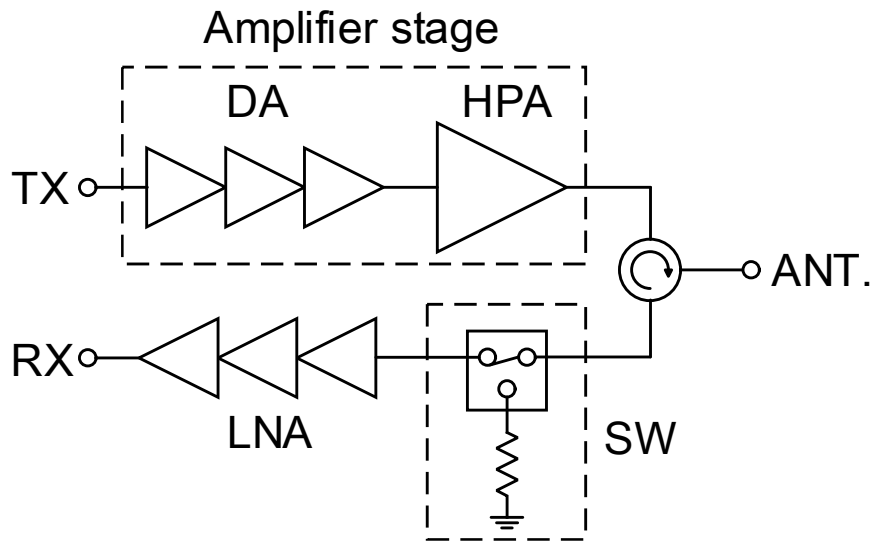 Amplifier stage
DA
HPA
TX
ANT.
RX
LNA
SW